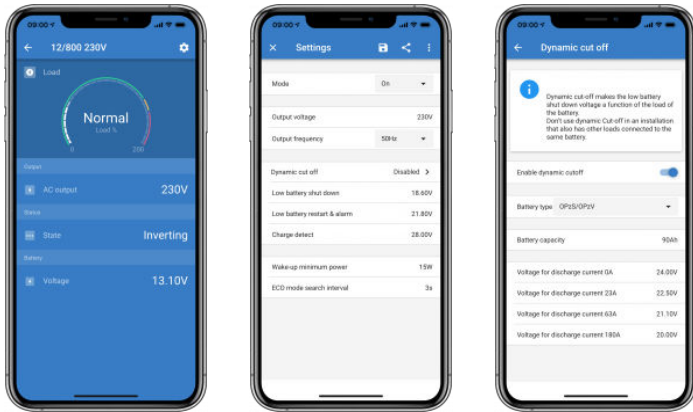 09:00
12/800 230V
Load
Normal
Load %
0 200
Output
AC output 230V
Status
State Inverting
Battery
Voltage 13.10V
09:00
Settings
Mode On
Output voltage 230V
Output frequency 50Hz
Dynamic cut off Disabled
Low battery shut down 18.60V
Low battery restart & alarm 21.80V
Charge detect 28.00V
Wake-up minimum power 15W
ECO mode search interval 3s
09:00
Dynamic cut off
Dynamic cut-off makes the low battery
shut down voltage a function of the load of
the battery.
Don't use dynamic Cut-off in an installation
that also has other loads connected to the
same battery.
Enable dynamic cutoff
Battery type OPzS/OPzV
Battery capacity 90Ah
Voltage for discharge current 0A 24.00V
Voltage for discharge current 23A 22.50V
Voltage for discharge current 63A 21.10V
Voltage for discharge current 180A 20.00V